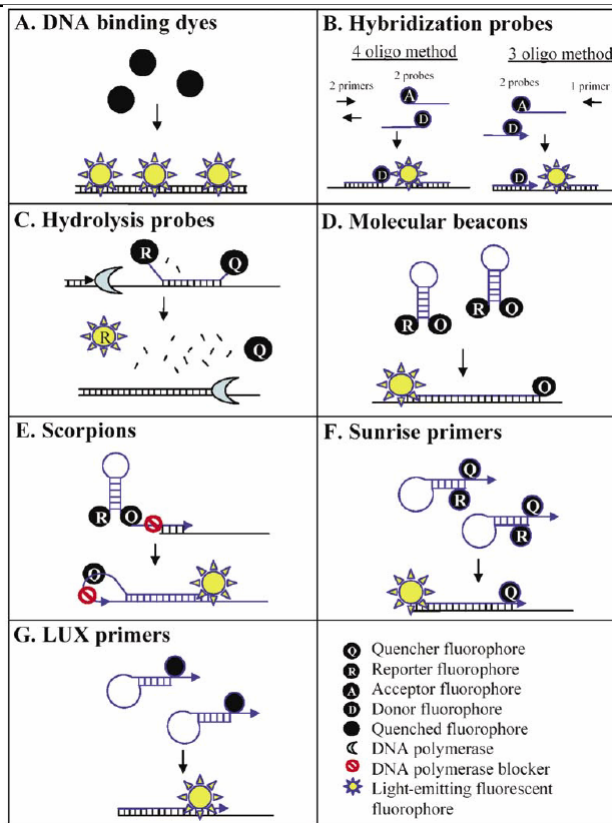 A. DNA binding dyes
B. Hybridization probes
4 oligo method
3 oligo method
2 primers
2 probes
A
D
D
2 probes
1 primer
A
D
D
C. Hydrolysis probes
R
Q
R
Q
D. Molecular beacons
R O
R O
O
E. Scorpions
R O
O
F. Sunrise primers
Q
R
Q
R
Q
G. LUX primers
Q Quencher fluorophore
R Reporter fluorophore
A Acceptor fluorophore
D Donor fluorophore
Quenched fluorophore
DNA polymerase
DNA polymerase blocker
Light-emitting fluorescent
fluorophore